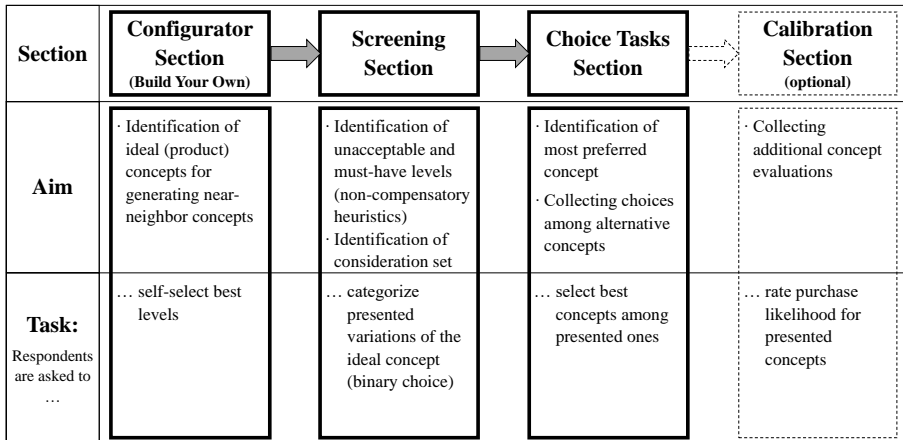 Section
Configurator
Section
(Build Your Own)
Screening
Section
Choice Tasks
Section
Calibration
Section
(optional)
Aim
· Identification of
ideal (product)
concepts for
generating near-
neighbor concepts
· Identification of
unacceptable and
must-have levels
(non-compensatory
heuristics)
· Identification of
consideration set
· Identification of
most preferred
concept
· Collecting choices
among alternative
concepts
· Collecting
additional concept
evaluations
Task:
Respondents
are asked to
…
… self-select best
levels
… categorize
presented
variations of the
ideal concept
(binary choice)
… select best
concepts among
presented ones
… rate purchase
likelihood for
presented
concepts